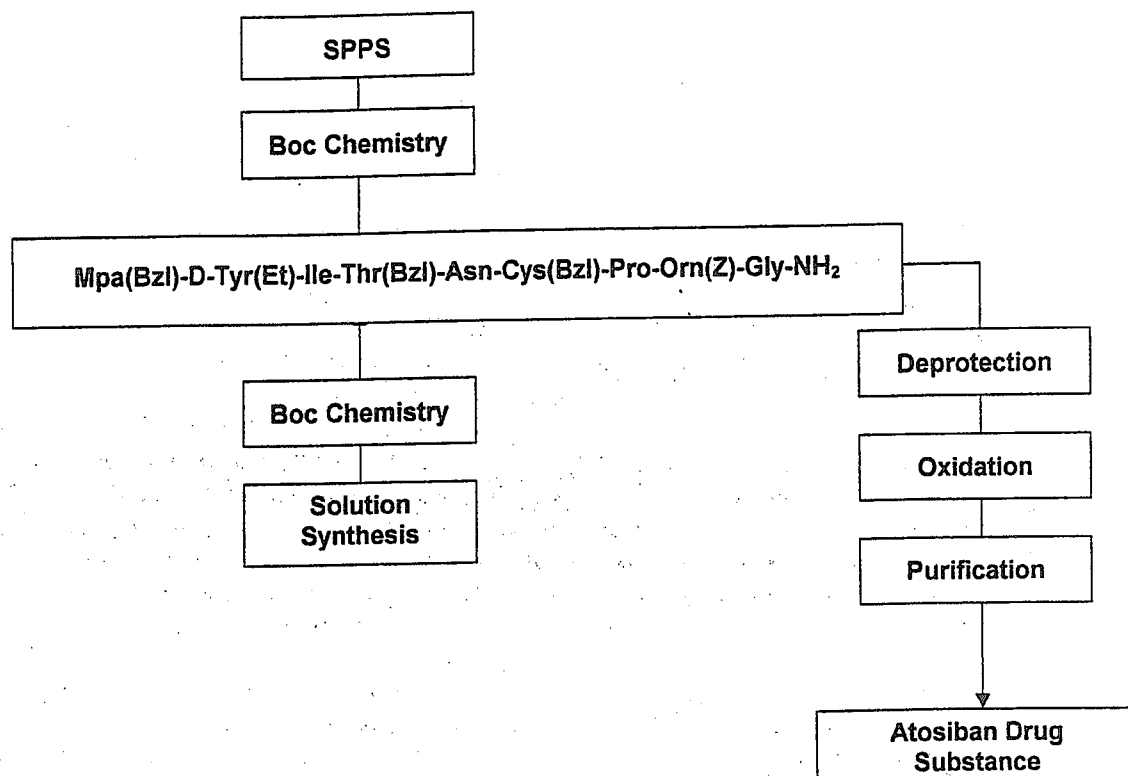 SPPS
Boc Chemistry
Mpa(Bzl)-D-Tyr(Et)-Ile-Thr(Bzl)-Asn-Cys(Bzl)-Pro-Orn(Z)-Gly-NH₂
Boc Chemistry
Solution
Synthesis
Deprotection
Oxidation
Purification
Atosiban Drug
Substance